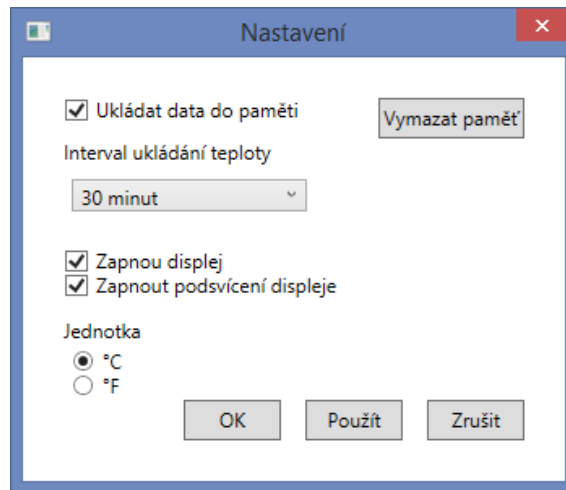 Nastavení
Ukládat data do paměti
Vymazat paměť
Interval ukládání teploty
30 minut
Zapnou displej
Zapnout podsvícení displeje
Jednotka
°C
°F
OK Použít Zrušit